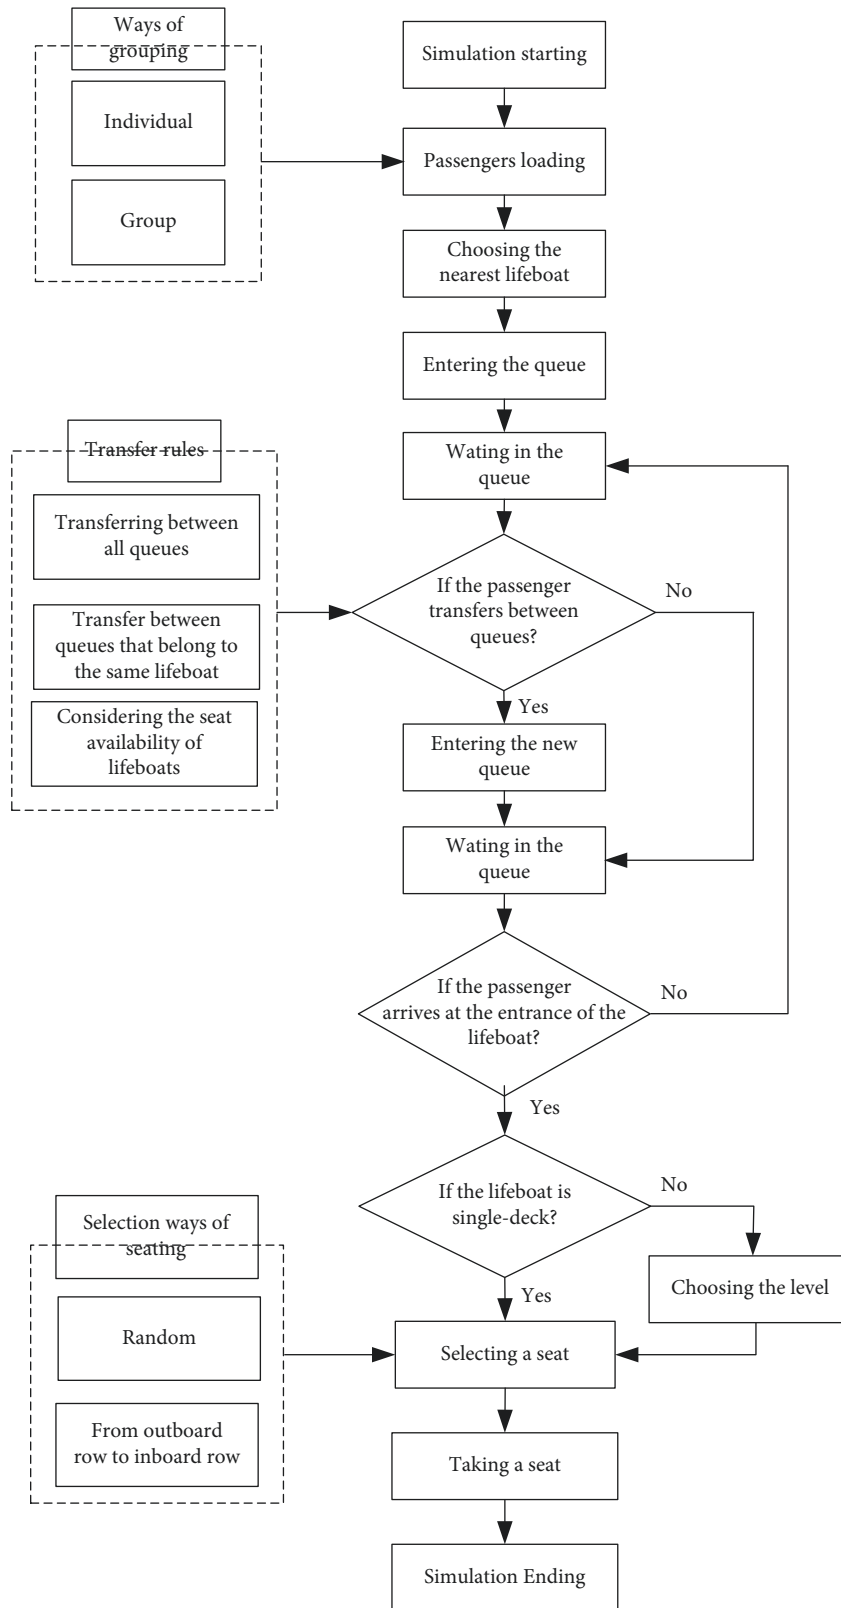 Ways of
grouping
Individual
Group
Simulation starting
Passengers loading
Choosing the
nearest lifeboat
Entering the queue
Wating in the
queue
Transfer rules
Transferring between
all queues
Transfer between
queues that belong to
the same lifeboat
Considering the seat
availability of
lifeboats
If the passenger
transfers between
queues?
No
Yes
Entering the new
queue
Wating in the
queue
If the passenger
arrives at the entrance of the
lifeboat?
No
Yes
If the lifeboat is
single-deck?
No
Yes
Choosing the level
Selection ways of
seating
Random
From outboard
row to inboard row
Selecting a seat
Taking a seat
Simulation Ending